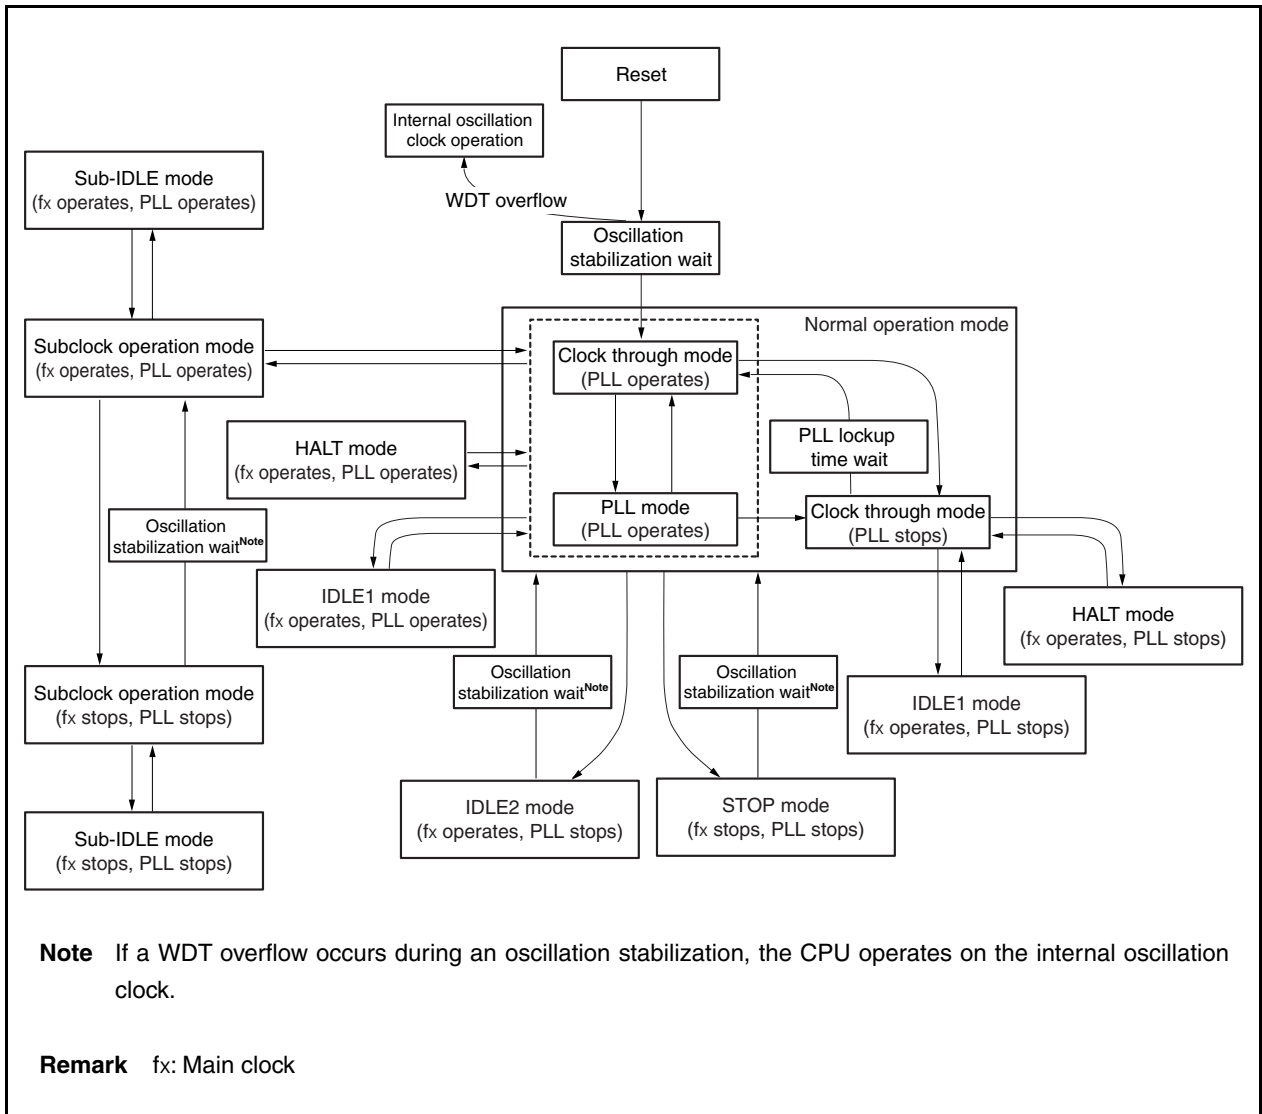 Reset
Internal oscillation
clock operation
WDT overflow
Sub-IDLE mode
(fx operates, PLL operates)
Oscillation
stabilization wait
Normal operation mode
Subclock operation mode
(fx operates, PLL operates)
Clock through mode
(PLL operates)
HALT mode
(fx operates, PLL operates)
PLL lockup
time wait
PLL mode
(PLL operates)
Clock through mode
(PLL stops)
Oscillation
stabilization waitNote
IDLE1 mode
(fx operates, PLL operates)
HALT mode
(fx operates, PLL stops)
Oscillation
stabilization waitNote
Oscillation
stabilization waitNote
Subclock operation mode
(fx stops, PLL stops)
IDLE1 mode
(fx operates, PLL stops)
IDLE2 mode
(fx operates, PLL stops)
STOP mode
(fx stops, PLL stops)
Sub-IDLE mode
(fx stops, PLL stops)
Note If a WDT overflow occurs during an oscillation stabilization, the CPU operates on the internal oscillation
clock.
Remark fx: Main clock